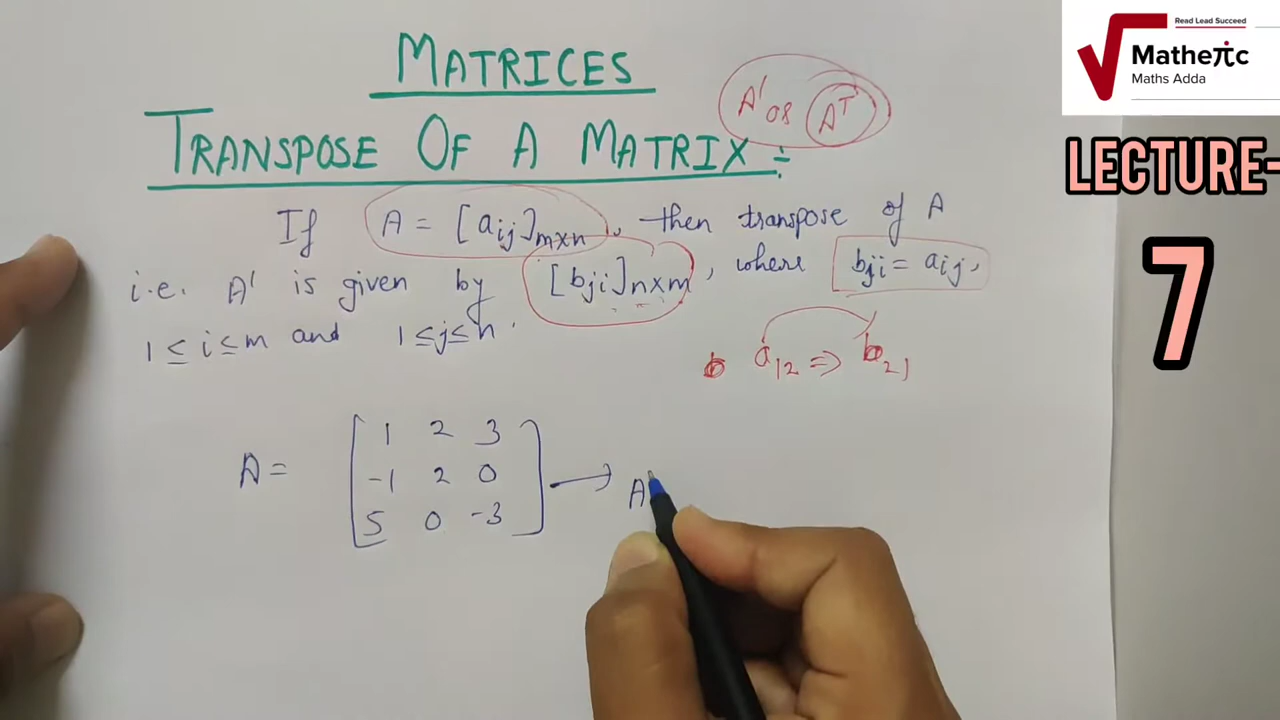 MATRICES
A' or A^T
TRANSPOSE OF A MATRIX :-
If A = [aij]m×n, then transpose of A
i.e. A' is given by [bji]n×m, where bji = aij,
1 ≤ i ≤ m and 1 ≤ j ≤ n.
a12 ⇒ b21
A = [ 1 2 3
-1 2 0 → A
5 0 -3 ]
Read Lead Succeed
Matheπc
Maths Adda
LECTURE-
7